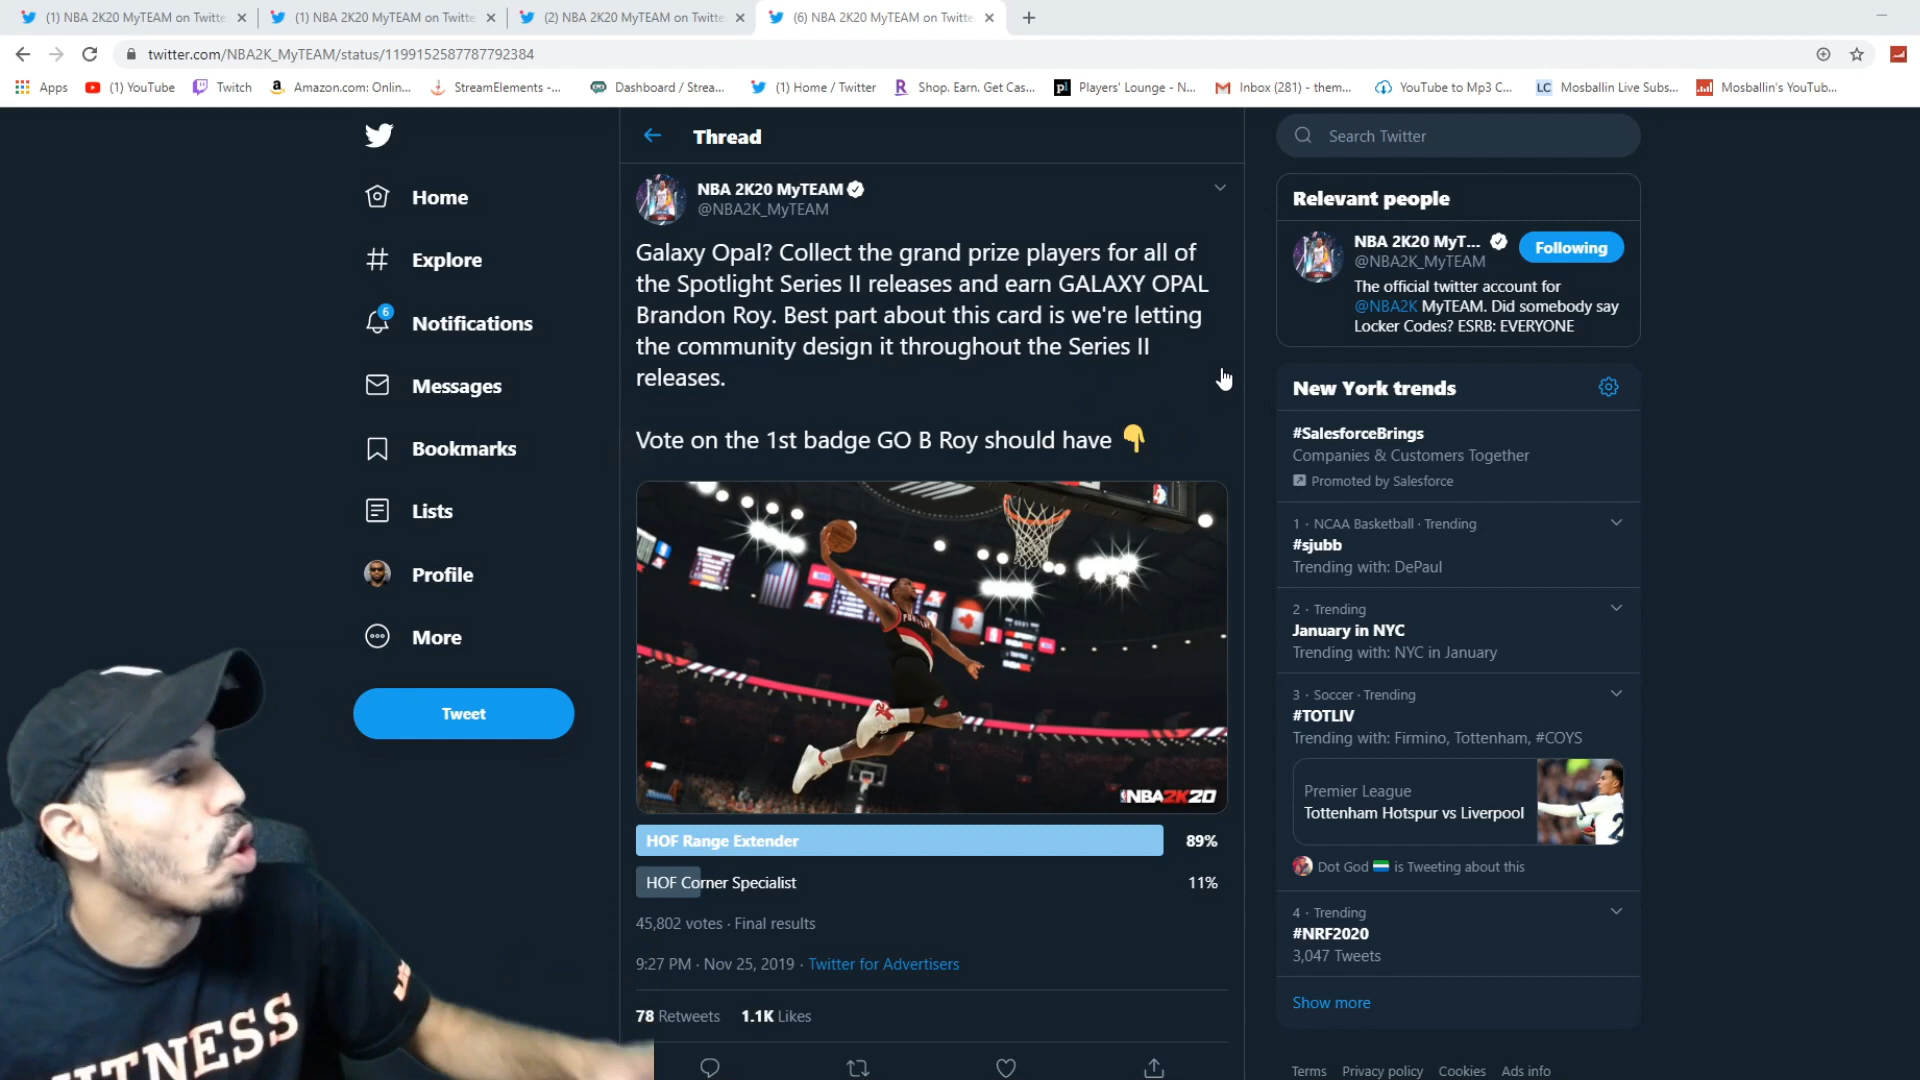 (1) NBA 2K20 MyTEAM on Twitte
(1) NBA 2K20 MyTEAM on Twitte
(2) NBA 2K20 MyTEAM on Twitte
(6) NBA 2K20 MyTEAM on Twitte
twitter.com/NBA2K_MyTEAM/status/1199152587787792384
Apps
(1) YouTube
Twitch
Amazon.com: Onlin...
StreamElements -...
Dashboard / Strea...
(1) Home / Twitter
Shop. Earn. Get Cas...
Players' Lounge - N...
Inbox (281) - them...
YouTube to Mp3 C...
LC Mosballin Live Subs...
Mosballin's YouTub...
Home
Explore
6
Notifications
Messages
Bookmarks
Lists
Profile
More
Tweet
Thread
NBA 2K20 MyTEAM
@NBA2K_MyTEAM
Galaxy Opal? Collect the grand prize players for all of
the Spotlight Series II releases and earn GALAXY OPAL
Brandon Roy. Best part about this card is we're letting
the community design it throughout the Series II
releases.
Vote on the 1st badge GO B Roy should have 👇
NBA2K20
HOF Range Extender 89%
HOF Corner Specialist 11%
45,802 votes · Final results
9:27 PM · Nov 25, 2019 · Twitter for Advertisers
78 Retweets 1.1K Likes
Search Twitter
Relevant people
NBA 2K20 MyT...
@NBA2K_MyTEAM
Following
The official twitter account for
@NBA2K MyTEAM. Did somebody say
Locker Codes? ESRB: EVERYONE
New York trends
#SalesforceBrings
Companies & Customers Together
Promoted by Salesforce
1 · NCAA Basketball · Trending
#sjubb
Trending with: DePaul
2 · Trending
January in NYC
Trending with: NYC in January
3 · Soccer · Trending
#TOTLIV
Trending with: Firmino, Tottenham, #COYS
Premier League
Tottenham Hotspur vs Liverpool
Dot God is Tweeting about this
4 · Trending
#NRF2020
3,047 Tweets
Show more
Terms Privacy policy Cookies Ads info